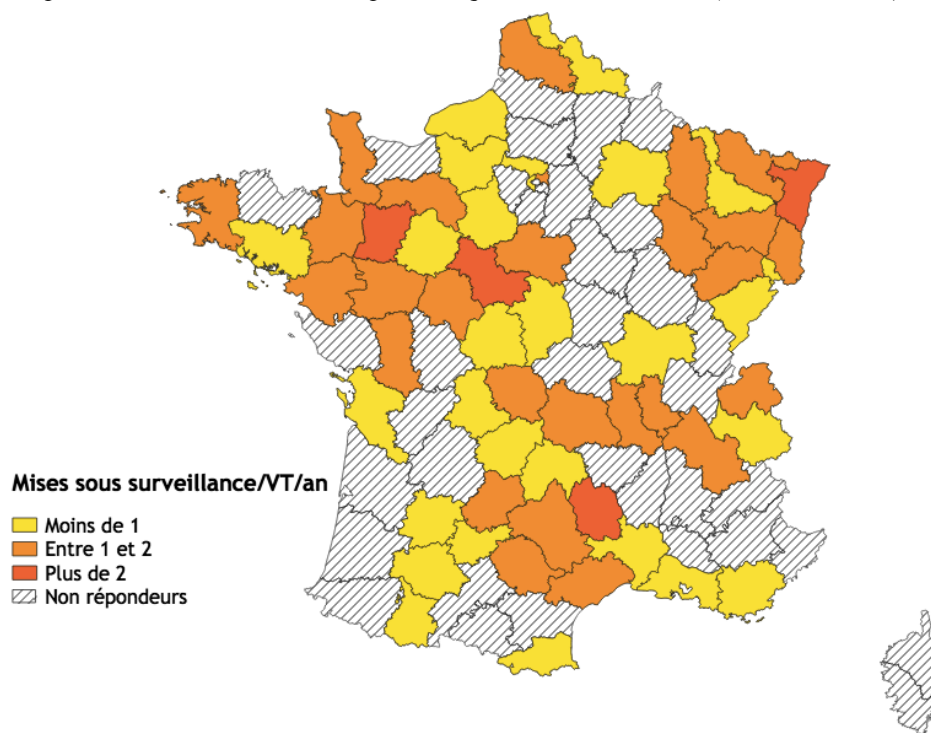 Mises sous surveillance/VT/an
Moins de 1
Entre 1 et 2
Plus de 2
Non répondeurs